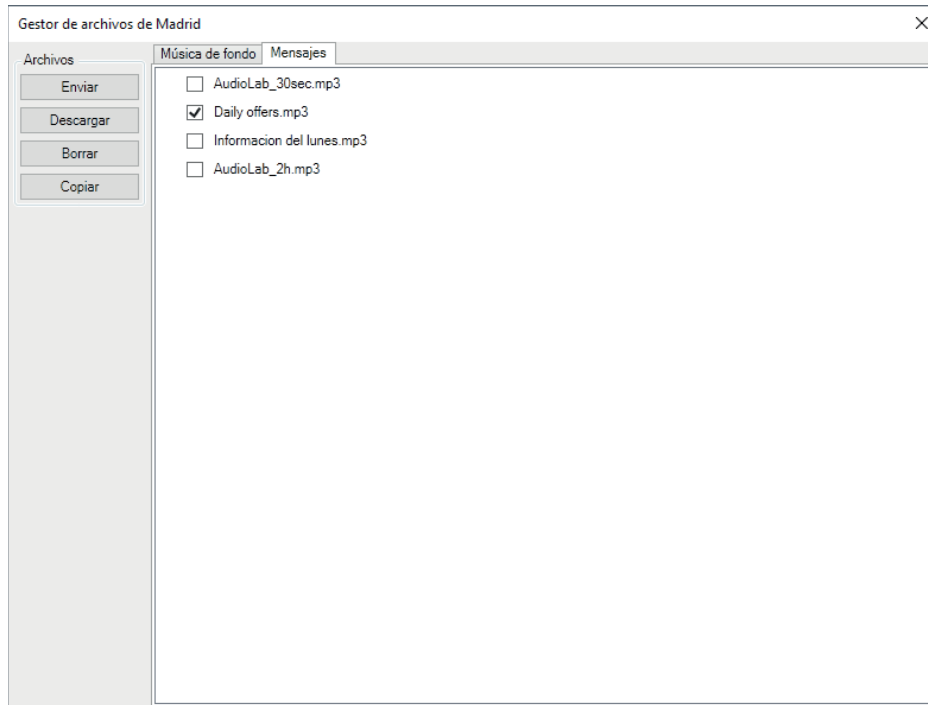 Gestor de archivos de Madrid
Archivos
Enviar
Descargar
Borrar
Copiar
Música de fondo
Mensajes
AudioLab_30sec.mp3
Daily offers.mp3
Informacion del lunes.mp3
AudioLab_2h.mp3